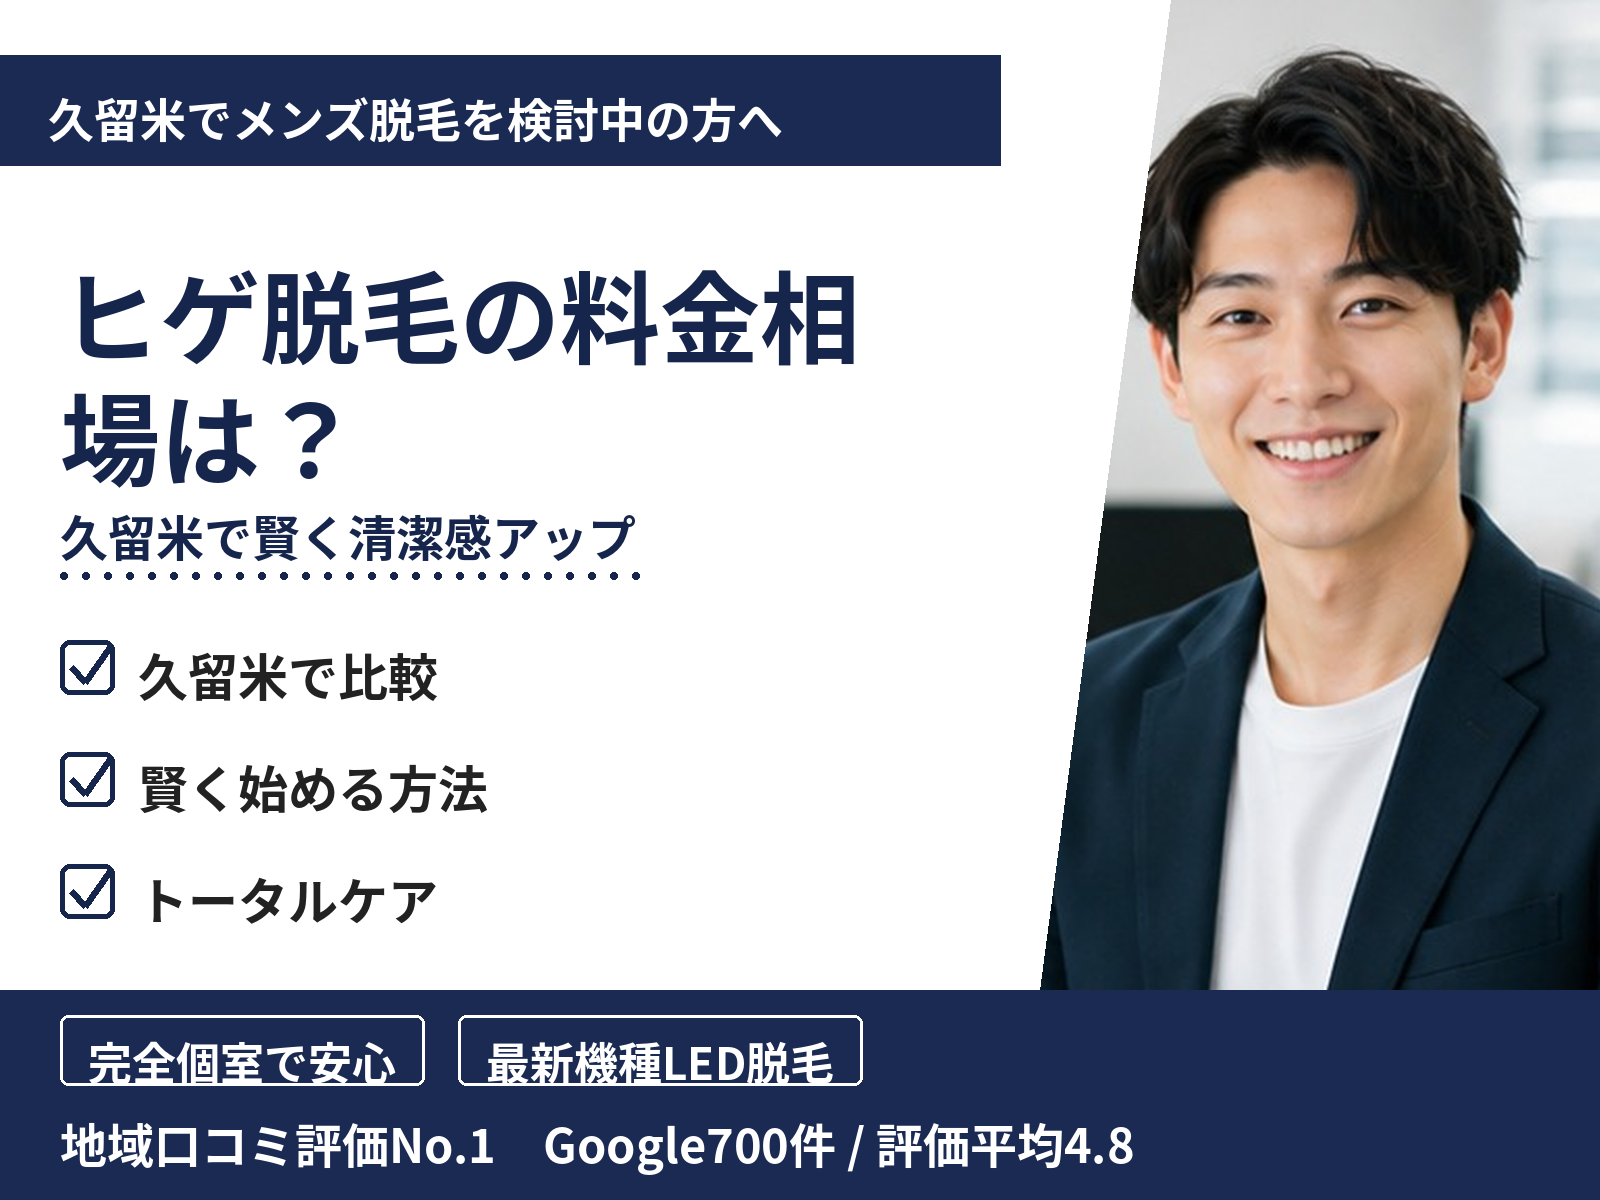 久留米でメンズ脱毛を検討中の方へ
ヒゲ脱毛の料金相
場は？
久留米で賢く清潔感アップ
久留米で比較
賢く始める方法
トータルケア
完全個室で安心
最新機種LED脱毛
地域口コミ評価No.1　Google700件 / 評価平均4.8